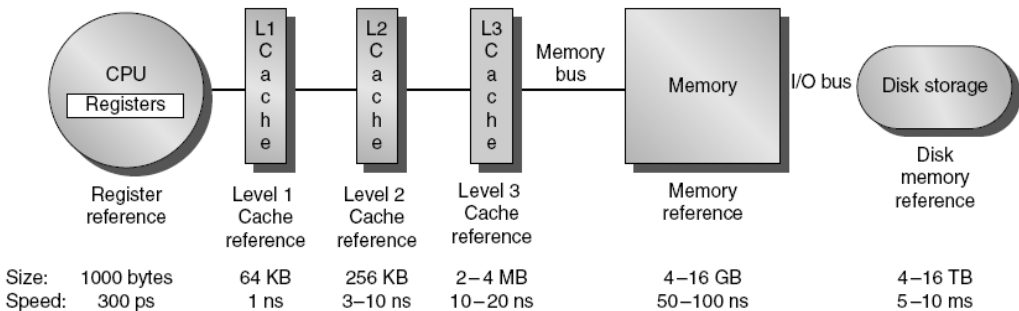 CPU
Registers
L1
C
a
c
h
e
L2
C
a
c
h
e
L3
C
a
c
h
e
Memory
bus
Memory
I/O bus
Disk storage
Register
reference
Level 1
Cache
reference
Level 2
Cache
reference
Level 3
Cache
reference
Memory
reference
Disk
memory
reference
Size: 1000 bytes 64 KB 256 KB 2–4 MB 4–16 GB 4–16 TB
Speed: 300 ps 1 ns 3–10 ns 10–20 ns 50–100 ns 5–10 ms